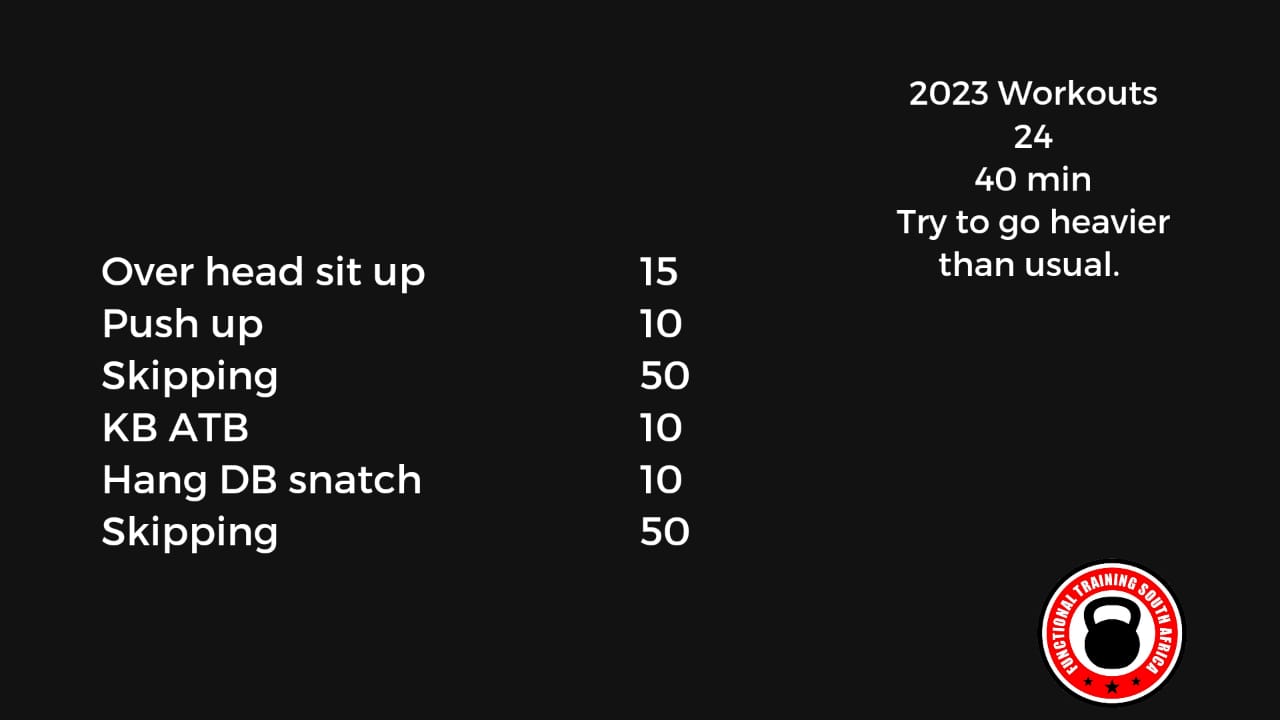 2023 Workouts
24
40 min
Try to go heavier
than usual.
Over head sit up 15
Push up 10
Skipping 50
KB ATB 10
Hang DB snatch 10
Skipping 50
FUNCTIONAL TRAINING SOUTH AFRICA